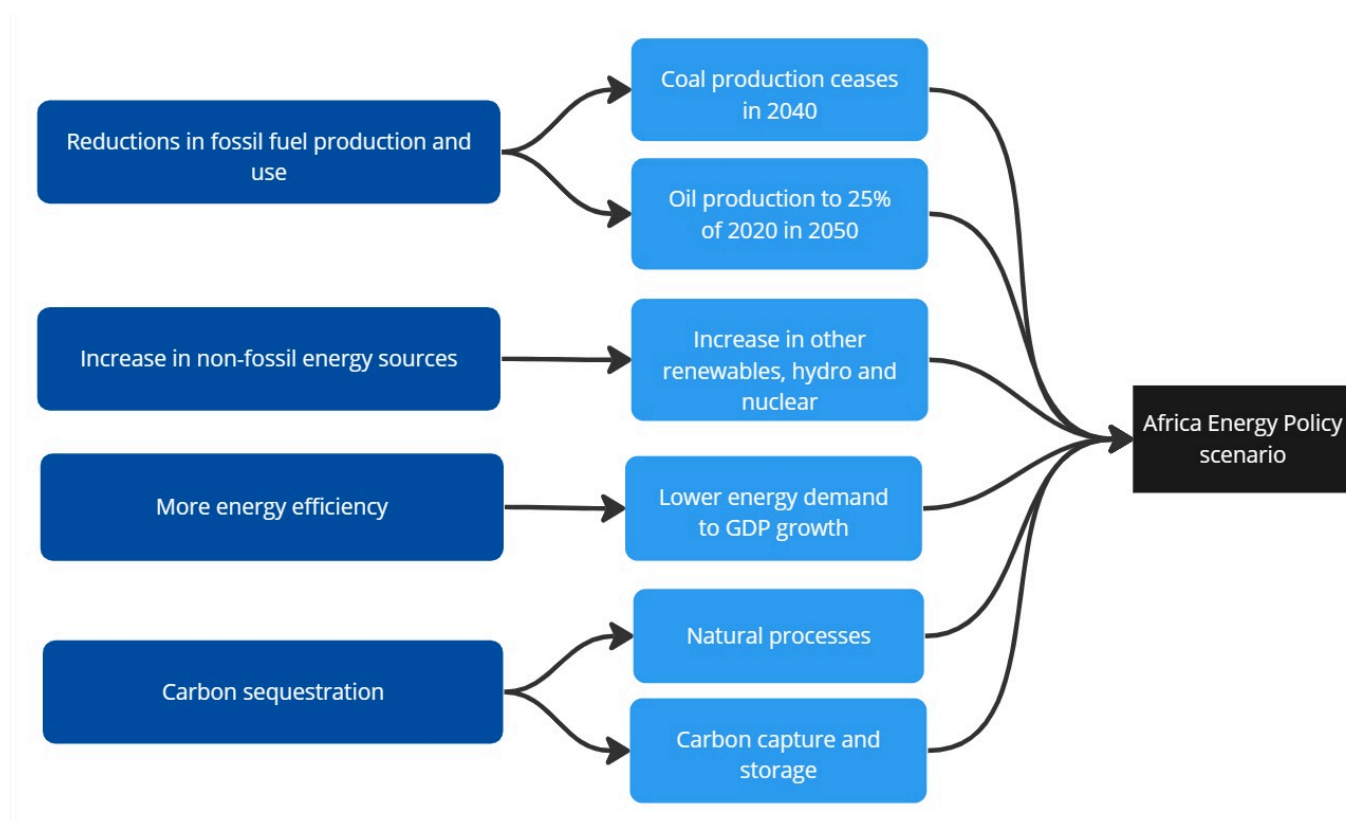 Reductions in fossil fuel production and
use
Coal production ceases
in 2040
Oil production to 25%
of 2020 in 2050
Increase in non-fossil energy sources
Increase in other
renewables, hydro and
nuclear
More energy efficiency
Lower energy demand
to GDP growth
Carbon sequestration
Natural processes
Carbon capture and
storage
Africa Energy Policy
scenario